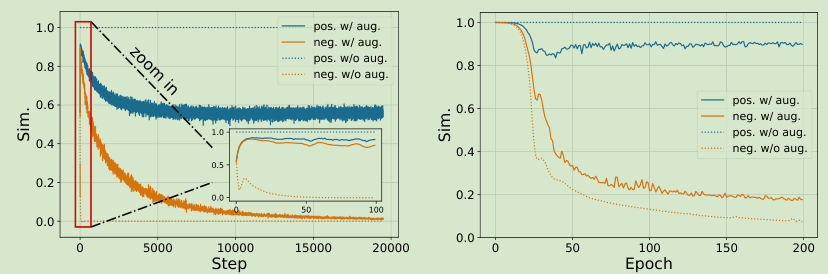 1.0
0.8
0.6
0.4
0.2
0.0
Sim.
zoom in
pos. w/ aug.
neg. w/ aug.
pos. w/o aug.
neg. w/o aug.
1.0
0.5
0.0
0 50 100
0 5000 10000 15000 20000
Step
1.0
0.8
0.6
0.4
0.2
0.0
Sim.
pos. w/ aug.
neg. w/ aug.
pos. w/o aug.
neg. w/o aug.
0 50 100 150 200
Epoch